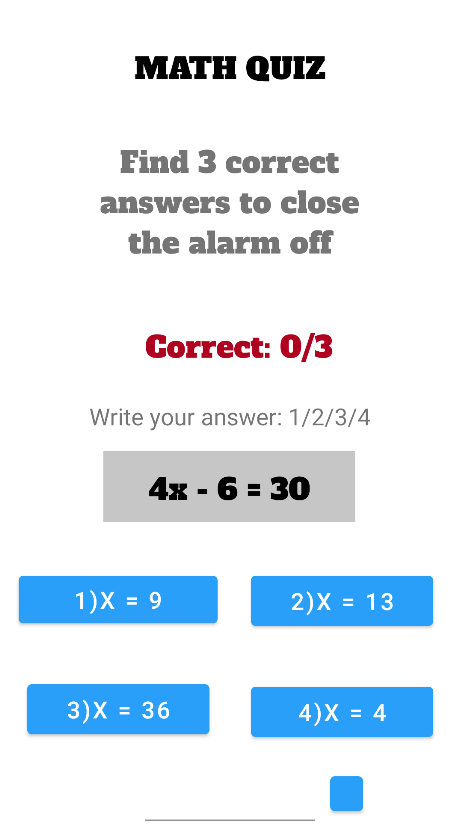 MATH QUIZ
Find 3 correct
answers to close
the alarm off
Correct: 0/3
Write your answer: 1/2/3/4
4x - 6 = 30
1)X = 9
2)X = 13
3)X = 36
4)X = 4